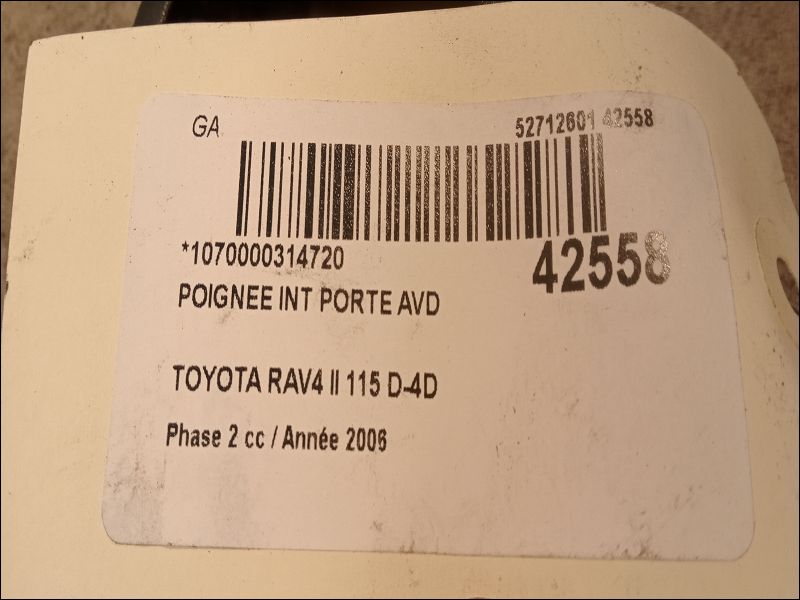 GA
52712601 42558
*1070000314720
42558
POIGNEE INT PORTE AVD
TOYOTA RAV4 II 115 D-4D
Phase 2 cc / Année 2006